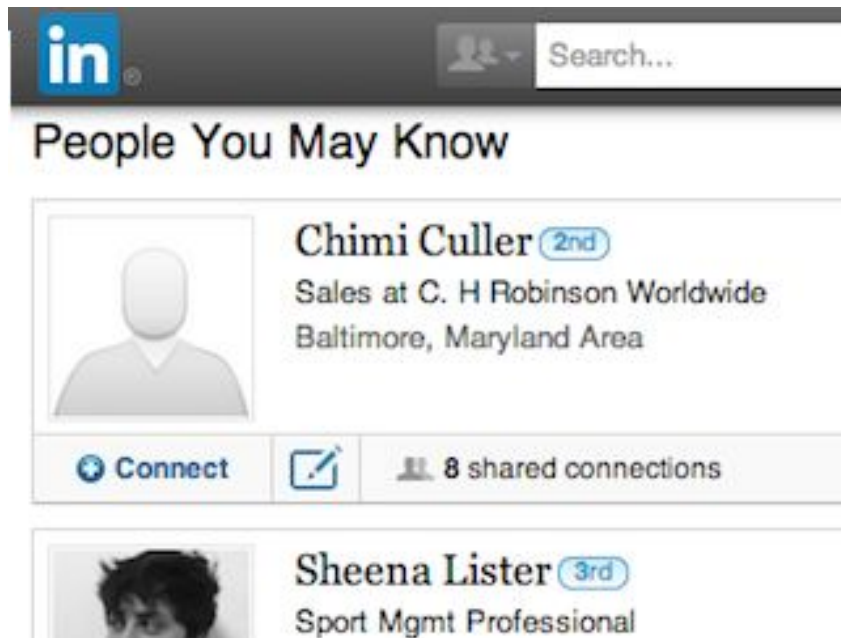 in ®
Search...
People You May Know
Chimi Culler 2nd
Sales at C. H Robinson Worldwide
Baltimore, Maryland Area
Connect
8 shared connections
Sheena Lister 3rd
Sport Mgmt Professional